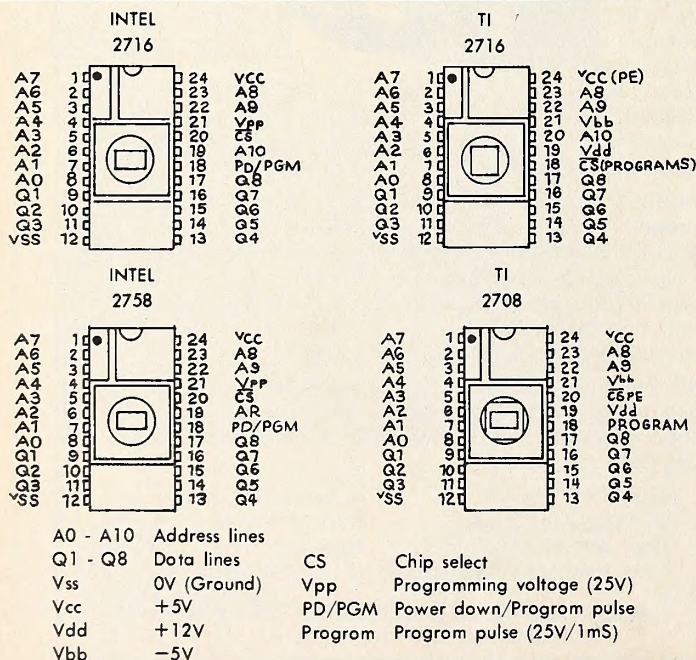 INTEL
2716
A7 1 24 VCC
A6 2 23 A8
A5 3 22 A9
A4 4 21 Vpp
A3 5 20 C̅S̅
A2 6 19 A10
A1 7 18 PD/PGM
A0 8 17 Q8
Q1 9 16 Q7
Q2 10 15 Q6
Q3 11 14 Q5
VSS 12 13 Q4
TI
2716
A7 1 24 VCC (PE)
A6 2 23 A8
A5 3 22 A9
A4 4 21 Vbb
A3 5 20 A10
A2 6 19 Vdd
A1 7 18 C̅S̅(PROGRAMS)
A0 8 17 Q8
Q1 9 16 Q7
Q2 10 15 Q6
Q3 11 14 Q5
VSS 12 13 Q4
INTEL
2758
A7 1 24 VCC
A6 2 23 A8
A5 3 22 A9
A4 4 21 VPP
A3 5 20 C̅S̅
A2 6 19 AR
A1 7 18 PD/PGM
A0 8 17 Q8
Q1 9 16 Q7
Q2 10 15 Q6
Q3 11 14 Q5
VSS 12 13 Q4
TI
2708
A7 1 24 VCC
A6 2 23 A8
A5 3 22 A9
A4 4 21 Vbb
A3 5 20 C̅S̅PE
A2 6 19 Vdd
A1 7 18 PROGRAM
A0 8 17 Q8
Q1 9 16 Q7
Q2 10 15 Q6
Q3 11 14 Q5
VSS 12 13 Q4
A0 - A10 Address lines
Q1 - Q8 Data lines
Vss 0V (Ground)
Vcc +5V
Vdd +12V
Vbb −5V
CS Chip select
Vpp Programming voltage (25V)
PD/PGM Power down/Program pulse
Program Program pulse (25V/1mS)